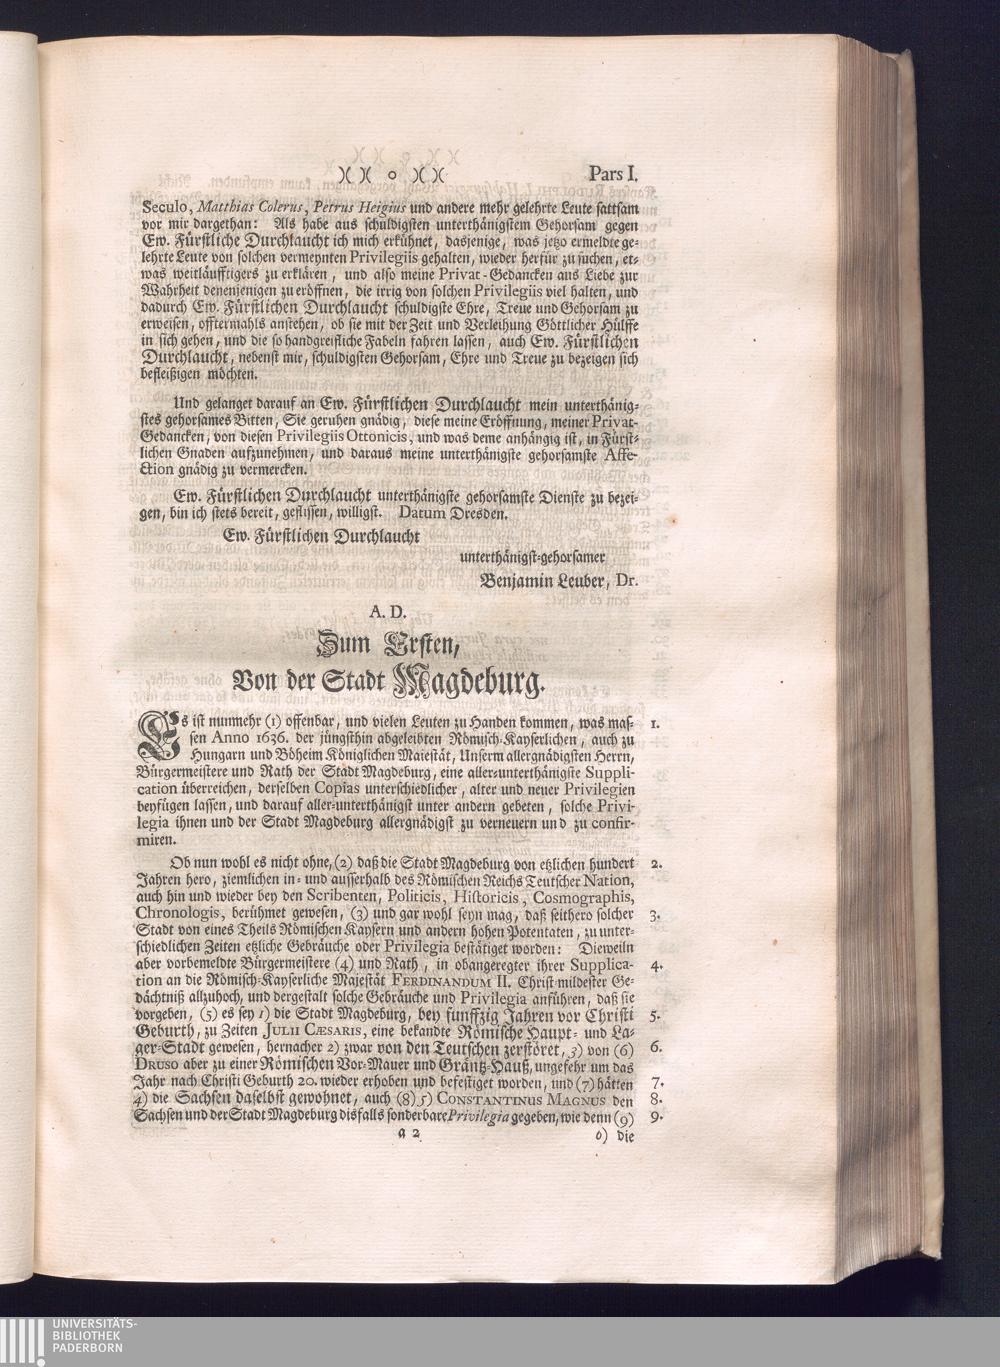 )( )( o )( )( Pars I.
Seculo, Matthias Colerus, Petrus Heigius und andere mehr gelehrte Leute sattsam
vor mir dargethan: Als habe aus schuldigsten unterthänigstem Gehorsam gegen
Ew. Fürstliche Durchlaucht ich mich erkühnet, dasjenige, was jetzo ermeldte ge-
lehrte Leute von solchen vermeynten Privilegiis gehalten, wieder herfür zu suchen, et-
was weitläufftigers zu erklären, und also meine Privat-Gedancken aus Liebe zur
Wahrheit denenjenigen zu eröffnen, die irrig von solchen Privilegiis viel halten, und
dadurch Ew. Fürstlichen Durchlaucht schuldigste Ehre, Treue und Gehorsam zu
erweisen, offtermahls anstehen, ob sie mit der Zeit und Verleihung Göttlicher Hülffe
in sich gehen, und die so handgreifliche Fabeln fahren lassen, auch Ew. Fürstlichen
Durchlaucht, nebenst mir, schuldigsten Gehorsam, Ehre und Treue zu bezeigen sich
befleißigen möchten.
Und gelanget darauf an Ew. Fürstlichen Durchlaucht mein unterthänig-
stes gehorsames Bitten, Sie geruhen gnädig, diese meine Eröffnung, meiner Privat-
Gedancken, von diesen Privilegiis Ottonicis, und was deme anhängig ist, in Fürst-
lichen Gnaden aufzunehmen, und daraus meine unterthänigste gehorsamste Affe-
ction gnädig zu vermercken.
Ew. Fürstlichen Durchlaucht unterthänigste gehorsamste Dienste zu bezei-
gen, bin ich stets bereit, geflissen, willigst. Datum Dresden.
Ew. Fürstlichen Durchlaucht
unterthänigst-gehorsamer
Benjamin Leuber, Dr.
A. D.
Zum Ersten,
Von der Stadt Magdeburg.
Es ist nunmehr (1) offenbar, und vielen Leuten zu Handen kommen, was mas- 1.
sen Anno 1636. der jüngsthin abgeleibten Römisch-Kayserlichen, auch zu
Hungarn und Böheim Königlichen Maiestät, Unserm allergnädigsten Herrn,
Bürgermeistere und Rath der Stadt Magdeburg, eine aller-unterthänigste Suppli-
cation überreichen, derselben Copias unterschiedlicher, alter und neuer Privilegien
beyfügen lassen, und darauf aller-unterthänigst unter andern gebeten, solche Privi-
legia ihnen und der Stadt Magdeburg allergnädigst zu verneuern und zu confir-
miren.
Ob nun wohl es nicht ohne, (2) daß die Stadt Magdeburg von etzlichen hundert 2.
Jahren hero, ziemlichen in- und ausserhalb des Römischen Reichs Teutscher Nation,
auch hin und wieder bey den Scribenten, Politicis, Historicis, Cosmographis,
Chronologis, berühmet gewesen, (3) und gar wohl seyn mag, daß seithero solcher 3.
Stadt von eines Theils Römischen Kaysern und andern hohen Potentaten, zu unter-
schiedlichen Zeiten etzliche Gebräuche oder Privilegia bestätiget worden: Dieweiln
aber vorbemeldte Bürgermeistere (4) und Rath, in obangeregter ihrer Supplica- 4.
tion an die Römisch-Kayserliche Majestät FERDINANDUM II. Christ-mildester Ge-
dächtniß allzuhoch, und dergestalt solche Gebräuche und Privilegia anführen, daß sie
vorgeben, (5) es sey 1) die Stadt Magdeburg, bey funffzig Jahren vor Christi 5.
Geburth, zu Zeiten JULII CÆSARIS, eine bekandte Römische Haupt- und La-
ger-Stadt gewesen, hernacher 2) zwar von den Teutschen zerstöret, 3) von (6) 6.
DRUSO aber zu einer Römischen Vor-Mauer und Gräntz-Hauß, ungefehr um das
Jahr nach Christi Geburth 20. wieder erhoben und befestiget worden, und (7) hätten 7.
4) die Sachsen daselbst gewohnet, auch (8) 5) CONSTANTINUS MAGNUS den 8.
Sachsen und der Stadt Magdeburg disfalls sonderbare Privilegia gegeben, wie denn (9) 9.
a 2 6) die
UNIVERSITÄTS-
BIBLIOTHEK
PADERBORN